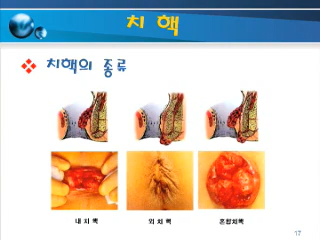 치 핵
치핵의 종류
내 치 핵
외 치 핵
혼합치핵
17